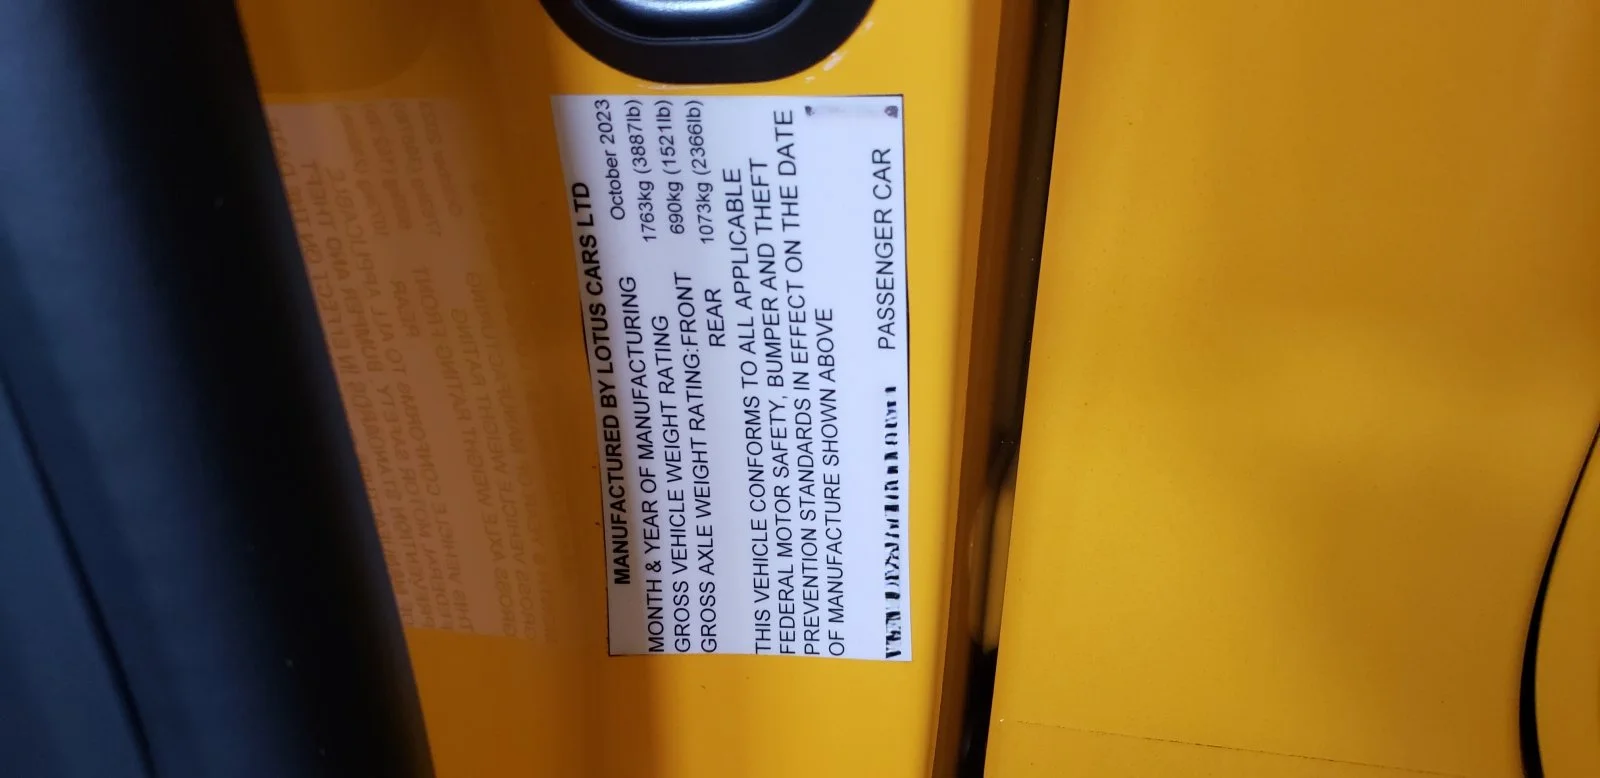 MANUFACTURED BY LOTUS CARS LTD
MONTH & YEAR OF MANUFACTURING October 2023
GROSS VEHICLE WEIGHT RATING 1763kg (3887lb)
GROSS AXLE WEIGHT RATING:FRONT 690kg (1521lb)
REAR 1073kg (2366lb)
THIS VEHICLE CONFORMS TO ALL APPLICABLE
FEDERAL MOTOR SAFETY, BUMPER AND THEFT
PREVENTION STANDARDS IN EFFECT ON THE DATE
OF MANUFACTURE SHOWN ABOVE
PASSENGER CAR